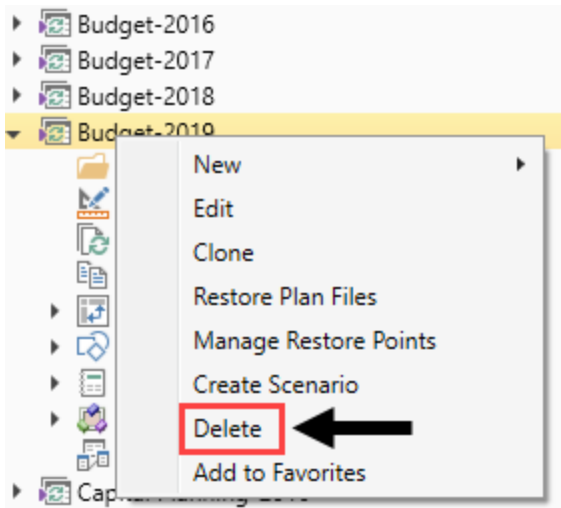 Budget-2016
Budget-2017
Budget-2018
Budget-2019
New
Edit
Clone
Restore Plan Files
Manage Restore Points
Create Scenario
Delete
Add to Favorites